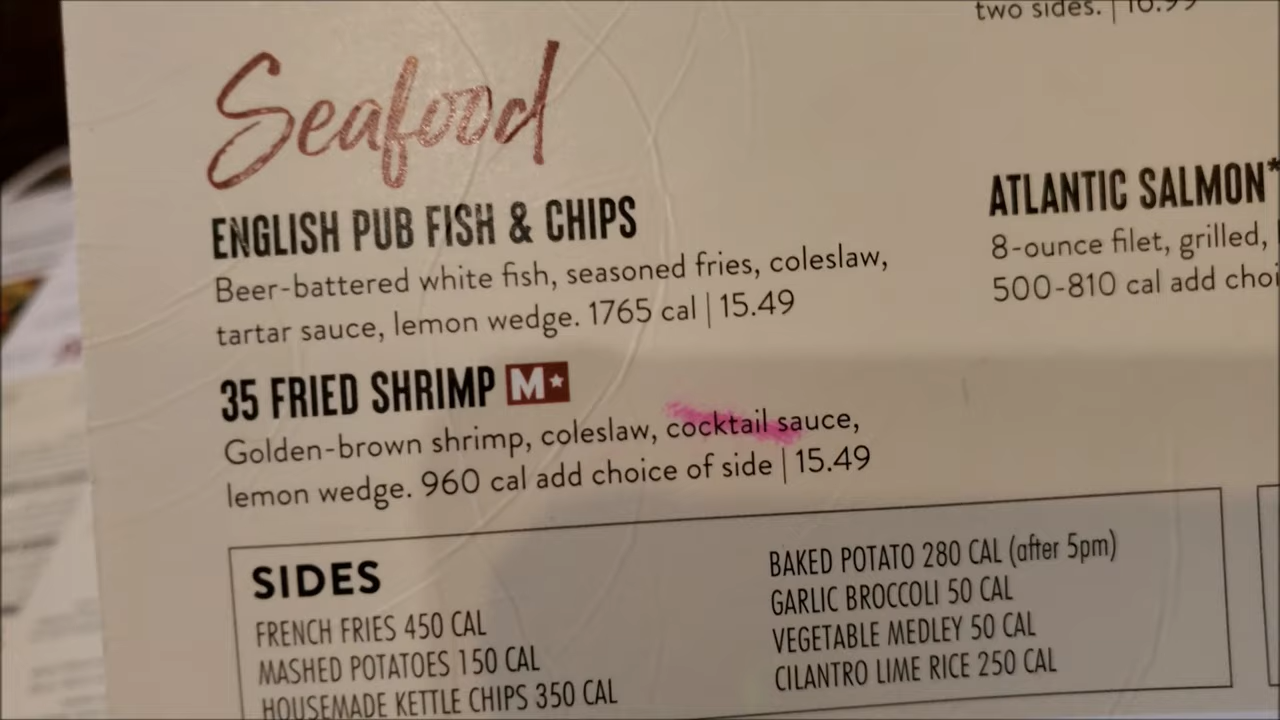 two sides. |
Seafood
ENGLISH PUB FISH & CHIPS
Beer-battered white fish, seasoned fries, coleslaw,
tartar sauce, lemon wedge. 1765 cal | 15.49
35 FRIED SHRIMP M
Golden-brown shrimp, coleslaw, cocktail sauce,
lemon wedge. 960 cal add choice of side | 15.49
ATLANTIC SALMON*
8-ounce filet, grilled,
500-810 cal add
SIDES
FRENCH FRIES 450 CAL
MASHED POTATOES 150 CAL
HOUSEMADE KETTLE CHIPS 350 CAL
BAKED POTATO 280 CAL (after 5pm)
GARLIC BROCCOLI 50 CAL
VEGETABLE MEDLEY 50 CAL
CILANTRO LIME RICE 250 CAL